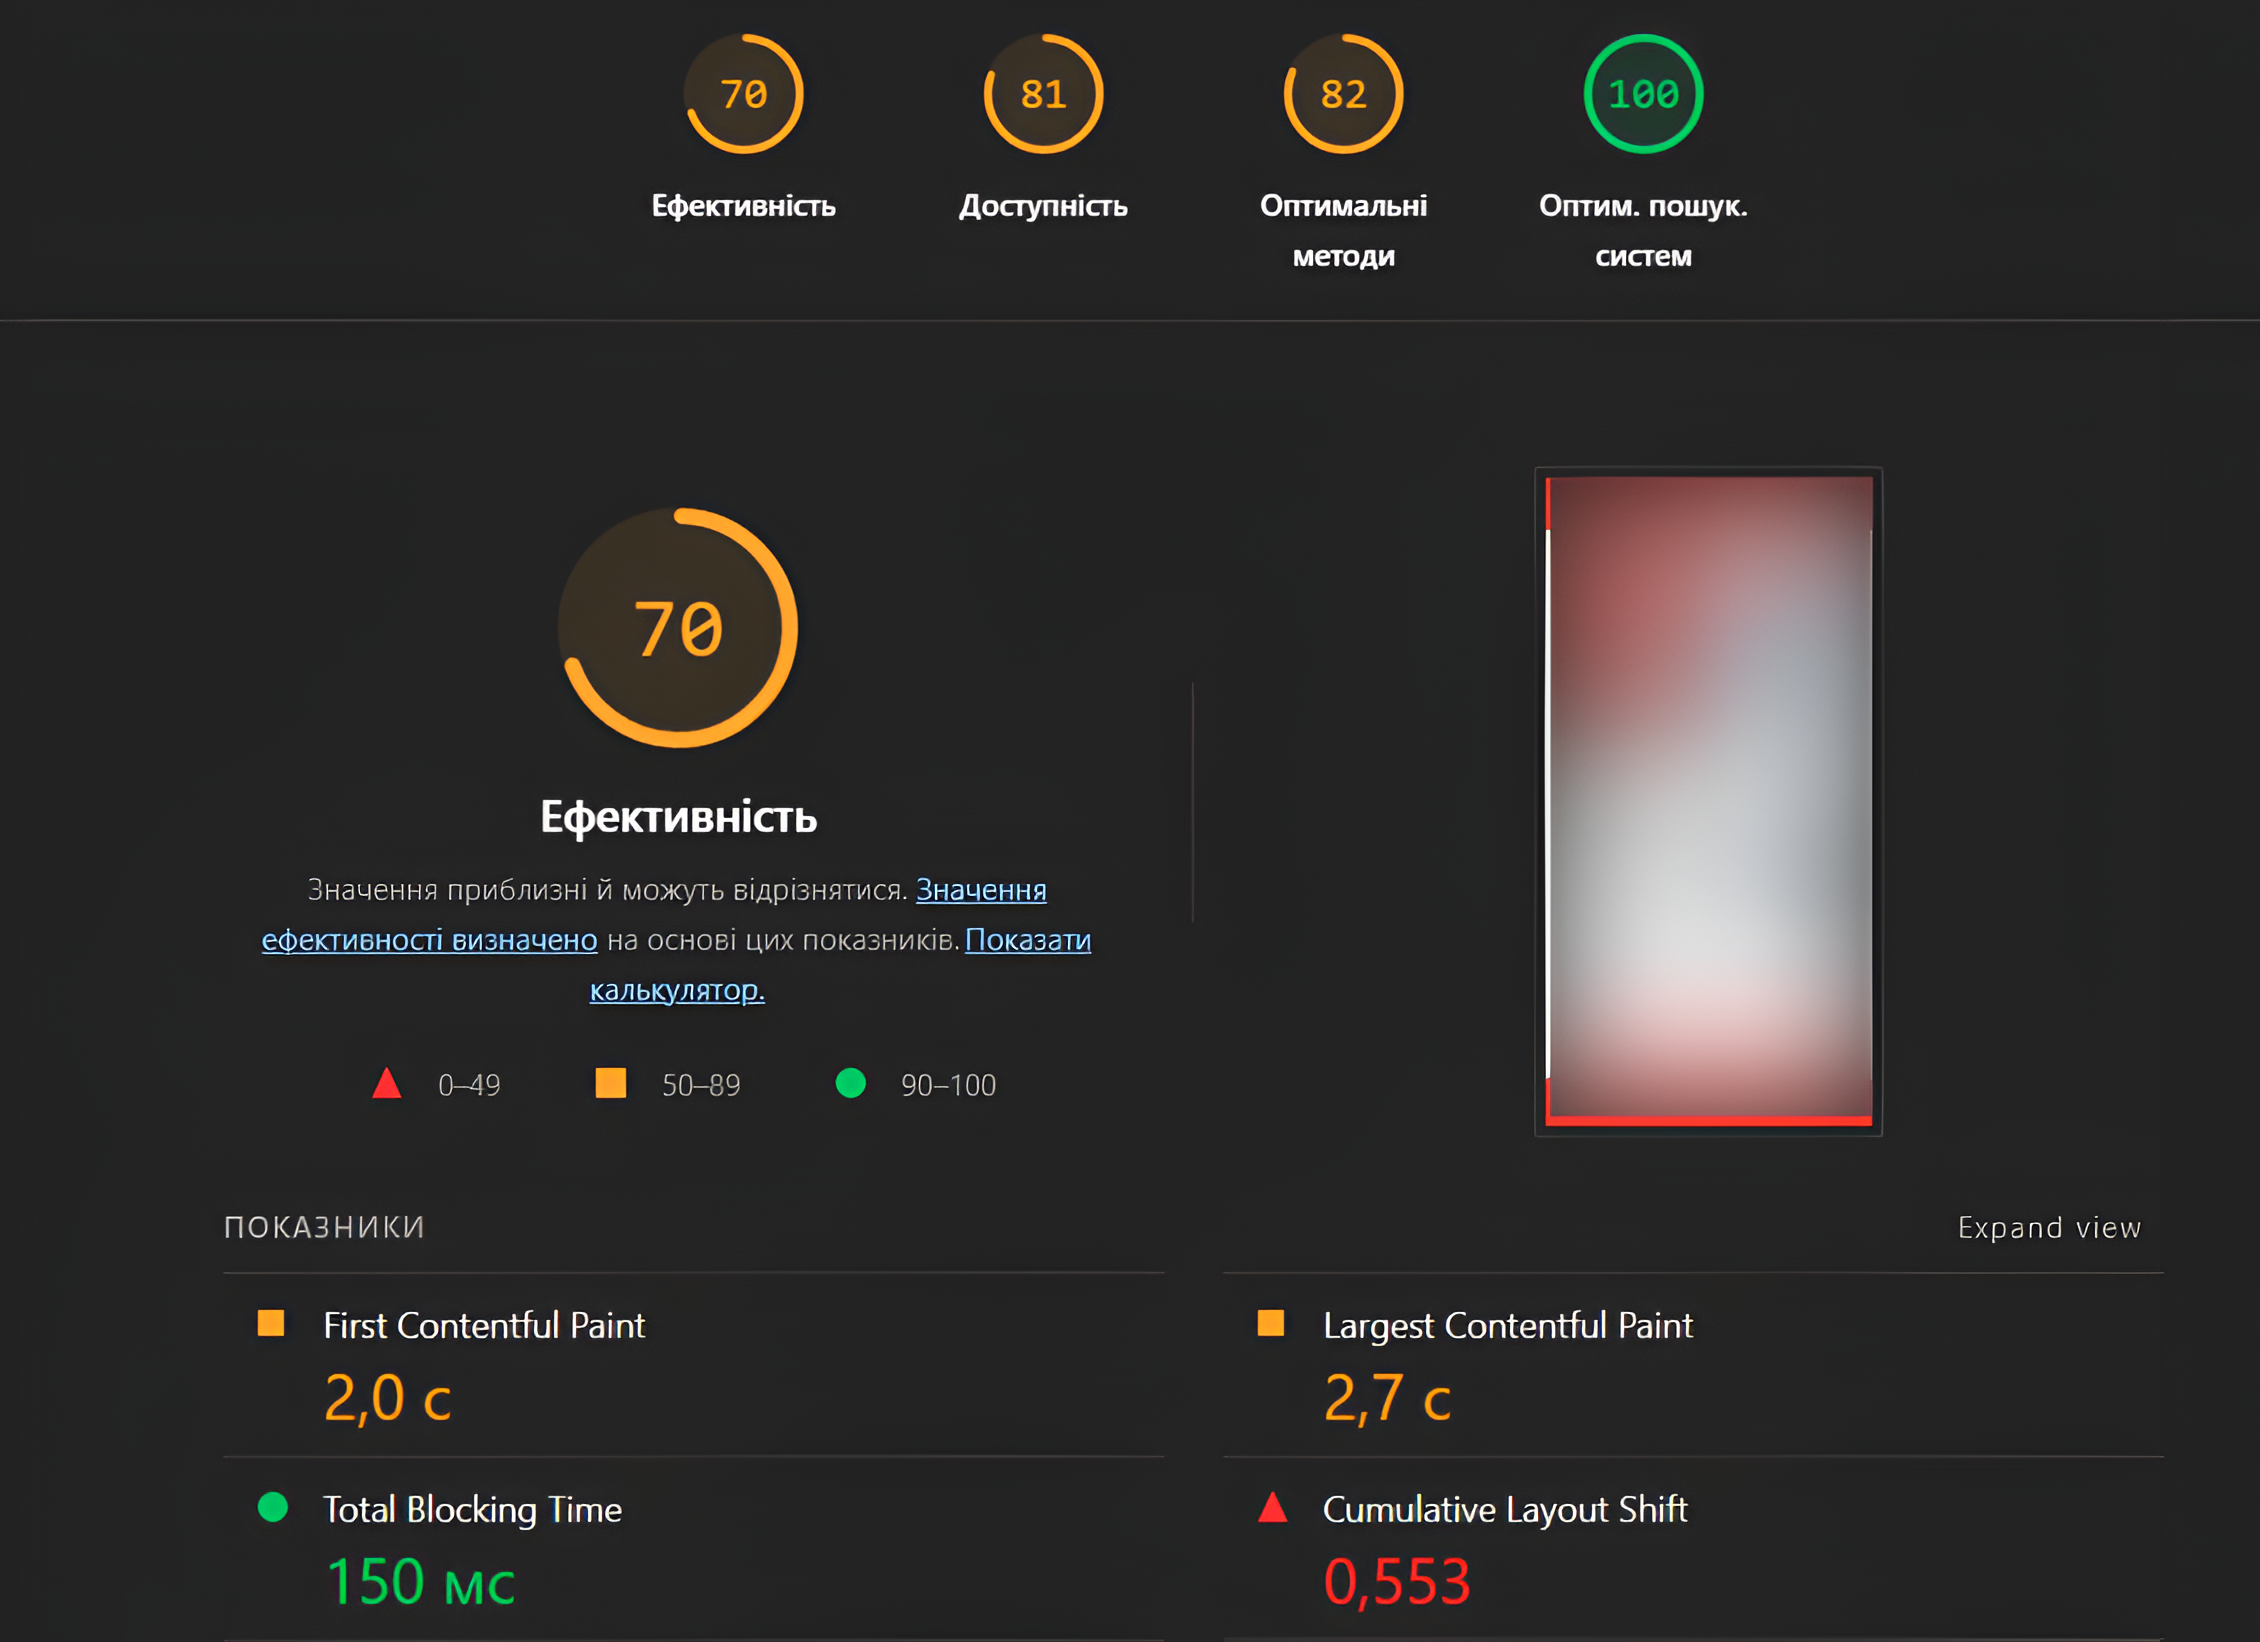 70
81
82
100
Ефективність
Доступність
Оптимальні
методи
Оптим. пошук.
систем
70
Ефективність
Значення приблизні й можуть відрізнятися. Значення
ефективності визначено на основі цих показників. Показати
калькулятор.
0–49
50–89
90–100
ПОКАЗНИКИ
Expand view
First Contentful Paint
2,0 с
Largest Contentful Paint
2,7 с
Total Blocking Time
150 мс
Cumulative Layout Shift
0,553